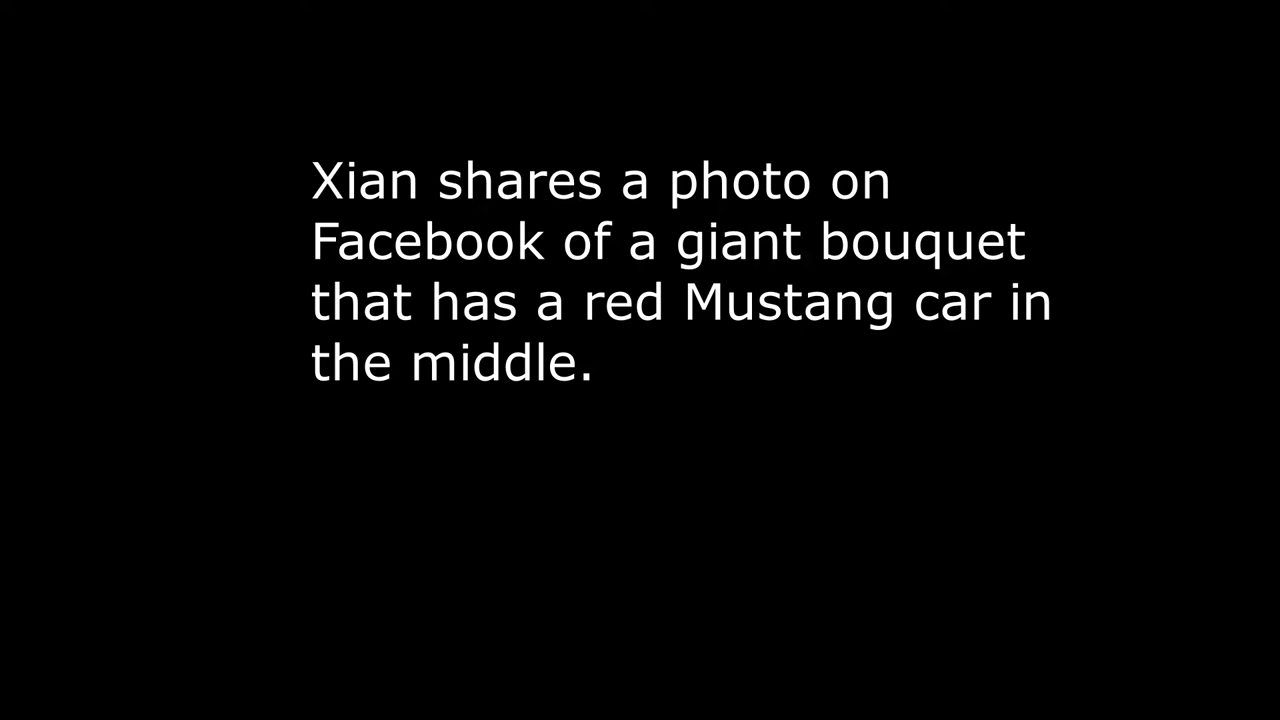 Xian shares a photo on
Facebook of a giant bouquet
that has a red Mustang car in
the middle.